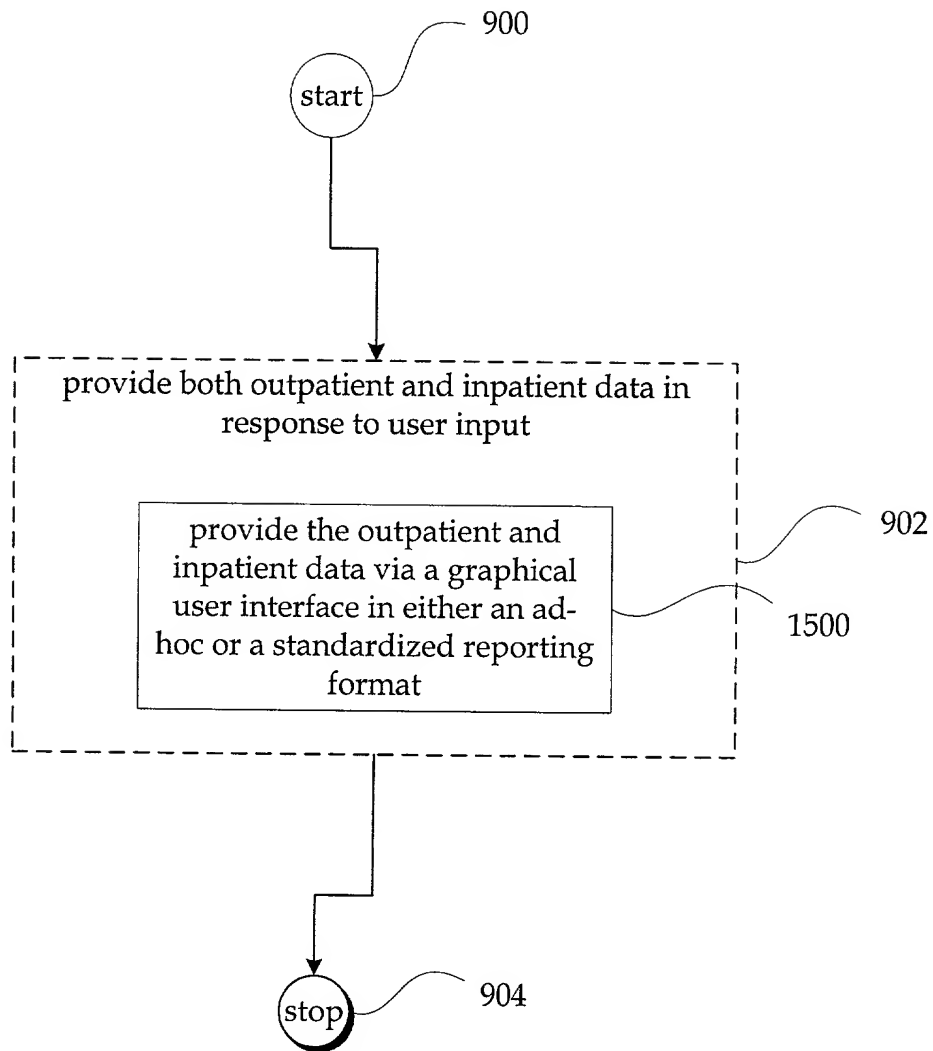 900
start
provide both outpatient and inpatient data in
response to user input
902
provide the outpatient and
inpatient data via a graphical
user interface in either an ad-
hoc or a standardized reporting
format
1500
904
stop